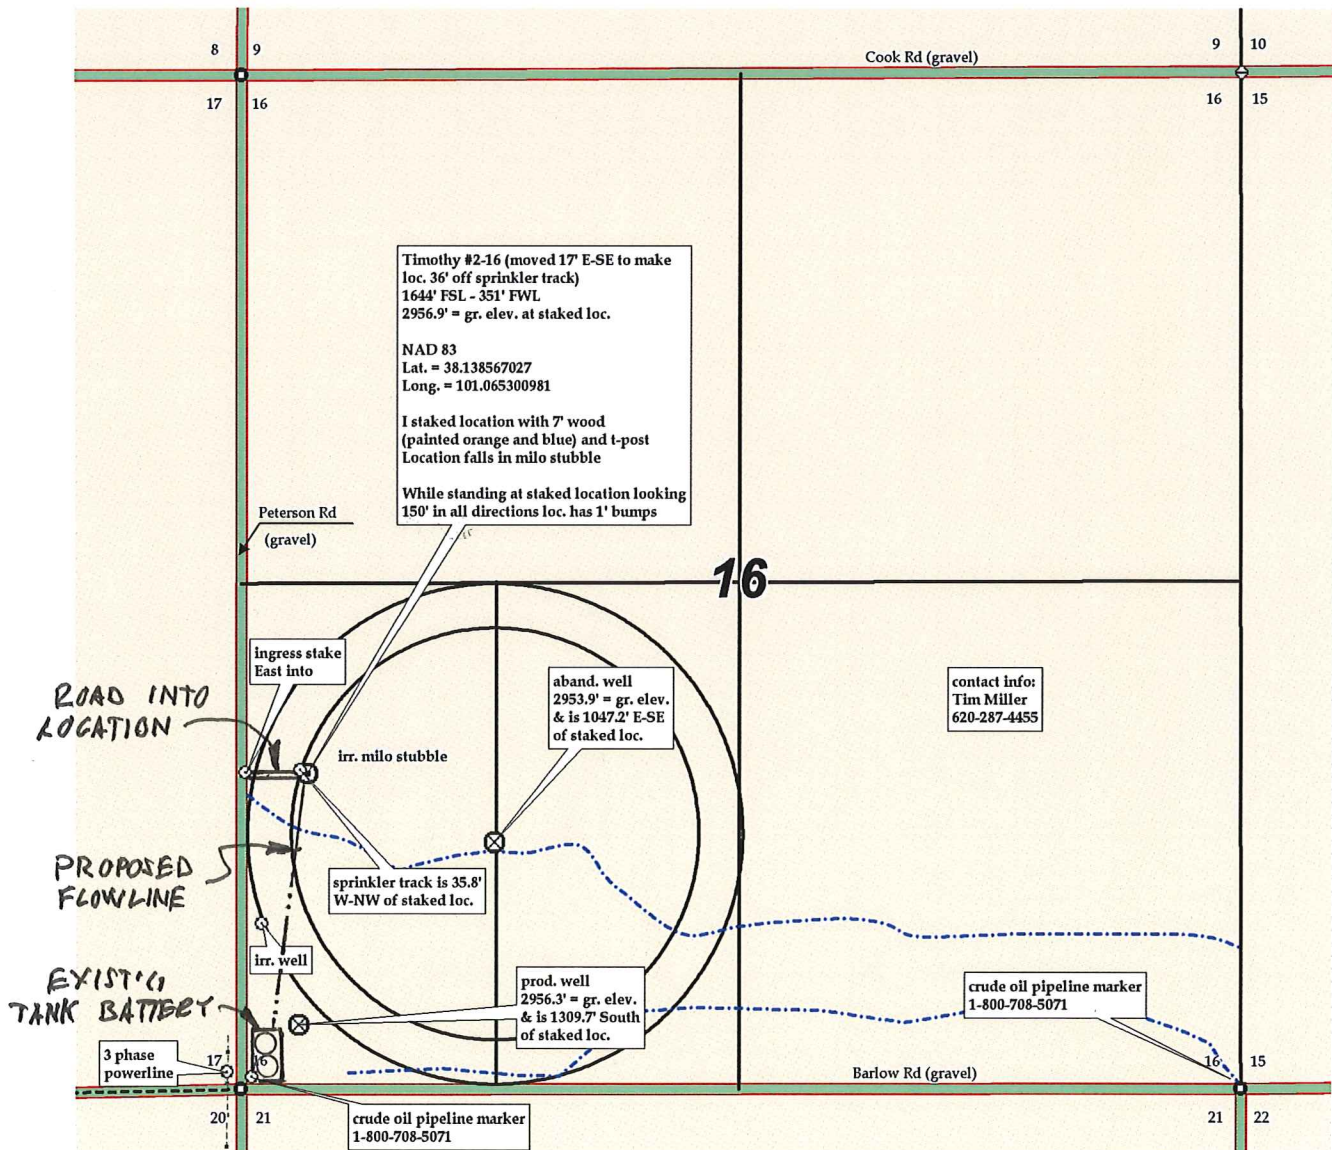 8 9
9 10
Cook Rd (gravel)
17 16
16 15
Timothy #2-16 (moved 17' E-SE to make
loc. 36' off sprinkler track)
1644' FSL - 351' FWL
2956.9' = gr. elev. at staked loc.
NAD 83
Lat. = 38.138567027
Long. = 101.065300981
I staked location with 7' wood
(painted orange and blue) and t-post
Location falls in milo stubble
While standing at staked location looking
150' in all directions loc. has 1' bumps
Peterson Rd
(gravel)
16
ingress stake
East into
ROAD INTO
LOCATION
aband. well
2953.9' = gr. elev.
& is 1047.2' E-SE
of staked loc.
contact info:
Tim Miller
620-287-4455
irr. milo stubble
PROPOSED
FLOWLINE
sprinkler track is 35.8'
W-NW of staked loc.
irr. well
EXIST'G
TANK BATTERY
prod. well
2956.3' = gr. elev.
& is 1309.7' South
of staked loc.
crude oil pipeline marker
1-800-708-5071
3 phase
powerline
17 16
16 15
Barlow Rd (gravel)
20 21
21 22
crude oil pipeline marker
1-800-708-5071